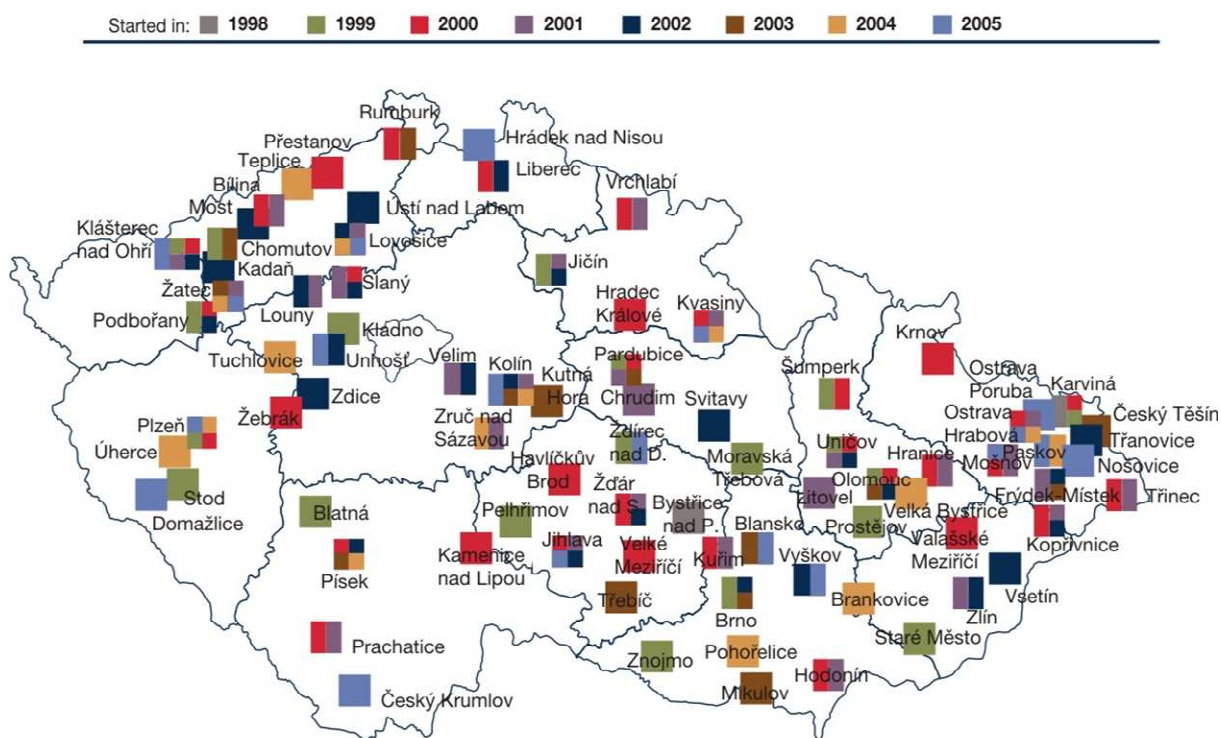 Started in: 1998 1999 2000 2001 2002 2003 2004 2005
Rumburk
Přestanov
Hrádek nad Nisou
Teplice
Liberec
Bílina
Vrchlabí
Most
Ústí nad Labem
Klášterec
nad Ohří
Chomutov
Lovosice
Kadaň
Jičín
Žatec
Slaný
Hradec
Králové
Kvasiny
Podbořany
Louny
Kladno
Krnov
Tuchlovice
Unhošť
Velim
Kolín
Kutná
Hora
Pardubice
Šumperk
Ostrava
Poruba
Karviná
Zdice
Chrudim
Svitavy
Ostrava
Hrabová
Český Těšín
Žebrák
Plzeň
Zruč nad
Sázavou
Ždírec
nad D.
Uničov
Hranice
Paskov
Třanovice
Úherce
Havlíčkův
Brod
Moravská
Třebová
Mošnov
Nošovice
Stod
Žďár
nad S.
Olomouc
Litovel
Frýdek-Místek
Třinec
Domažlice
Blatná
Pelhřimov
Bystřice
nad P.
Velká Bystřice
Prostějov
Blansko
Valašské
Meziříčí
Kopřivnice
Kamenice
nad Lipou
Jihlava
Velké
Meziříčí
Kuřim
Vyškov
Písek
Třebíč
Brankovice
Vsetín
Zlín
Brno
Staré Město
Prachatice
Znojmo
Pohořelice
Hodonín
Mikulov
Český Krumlov